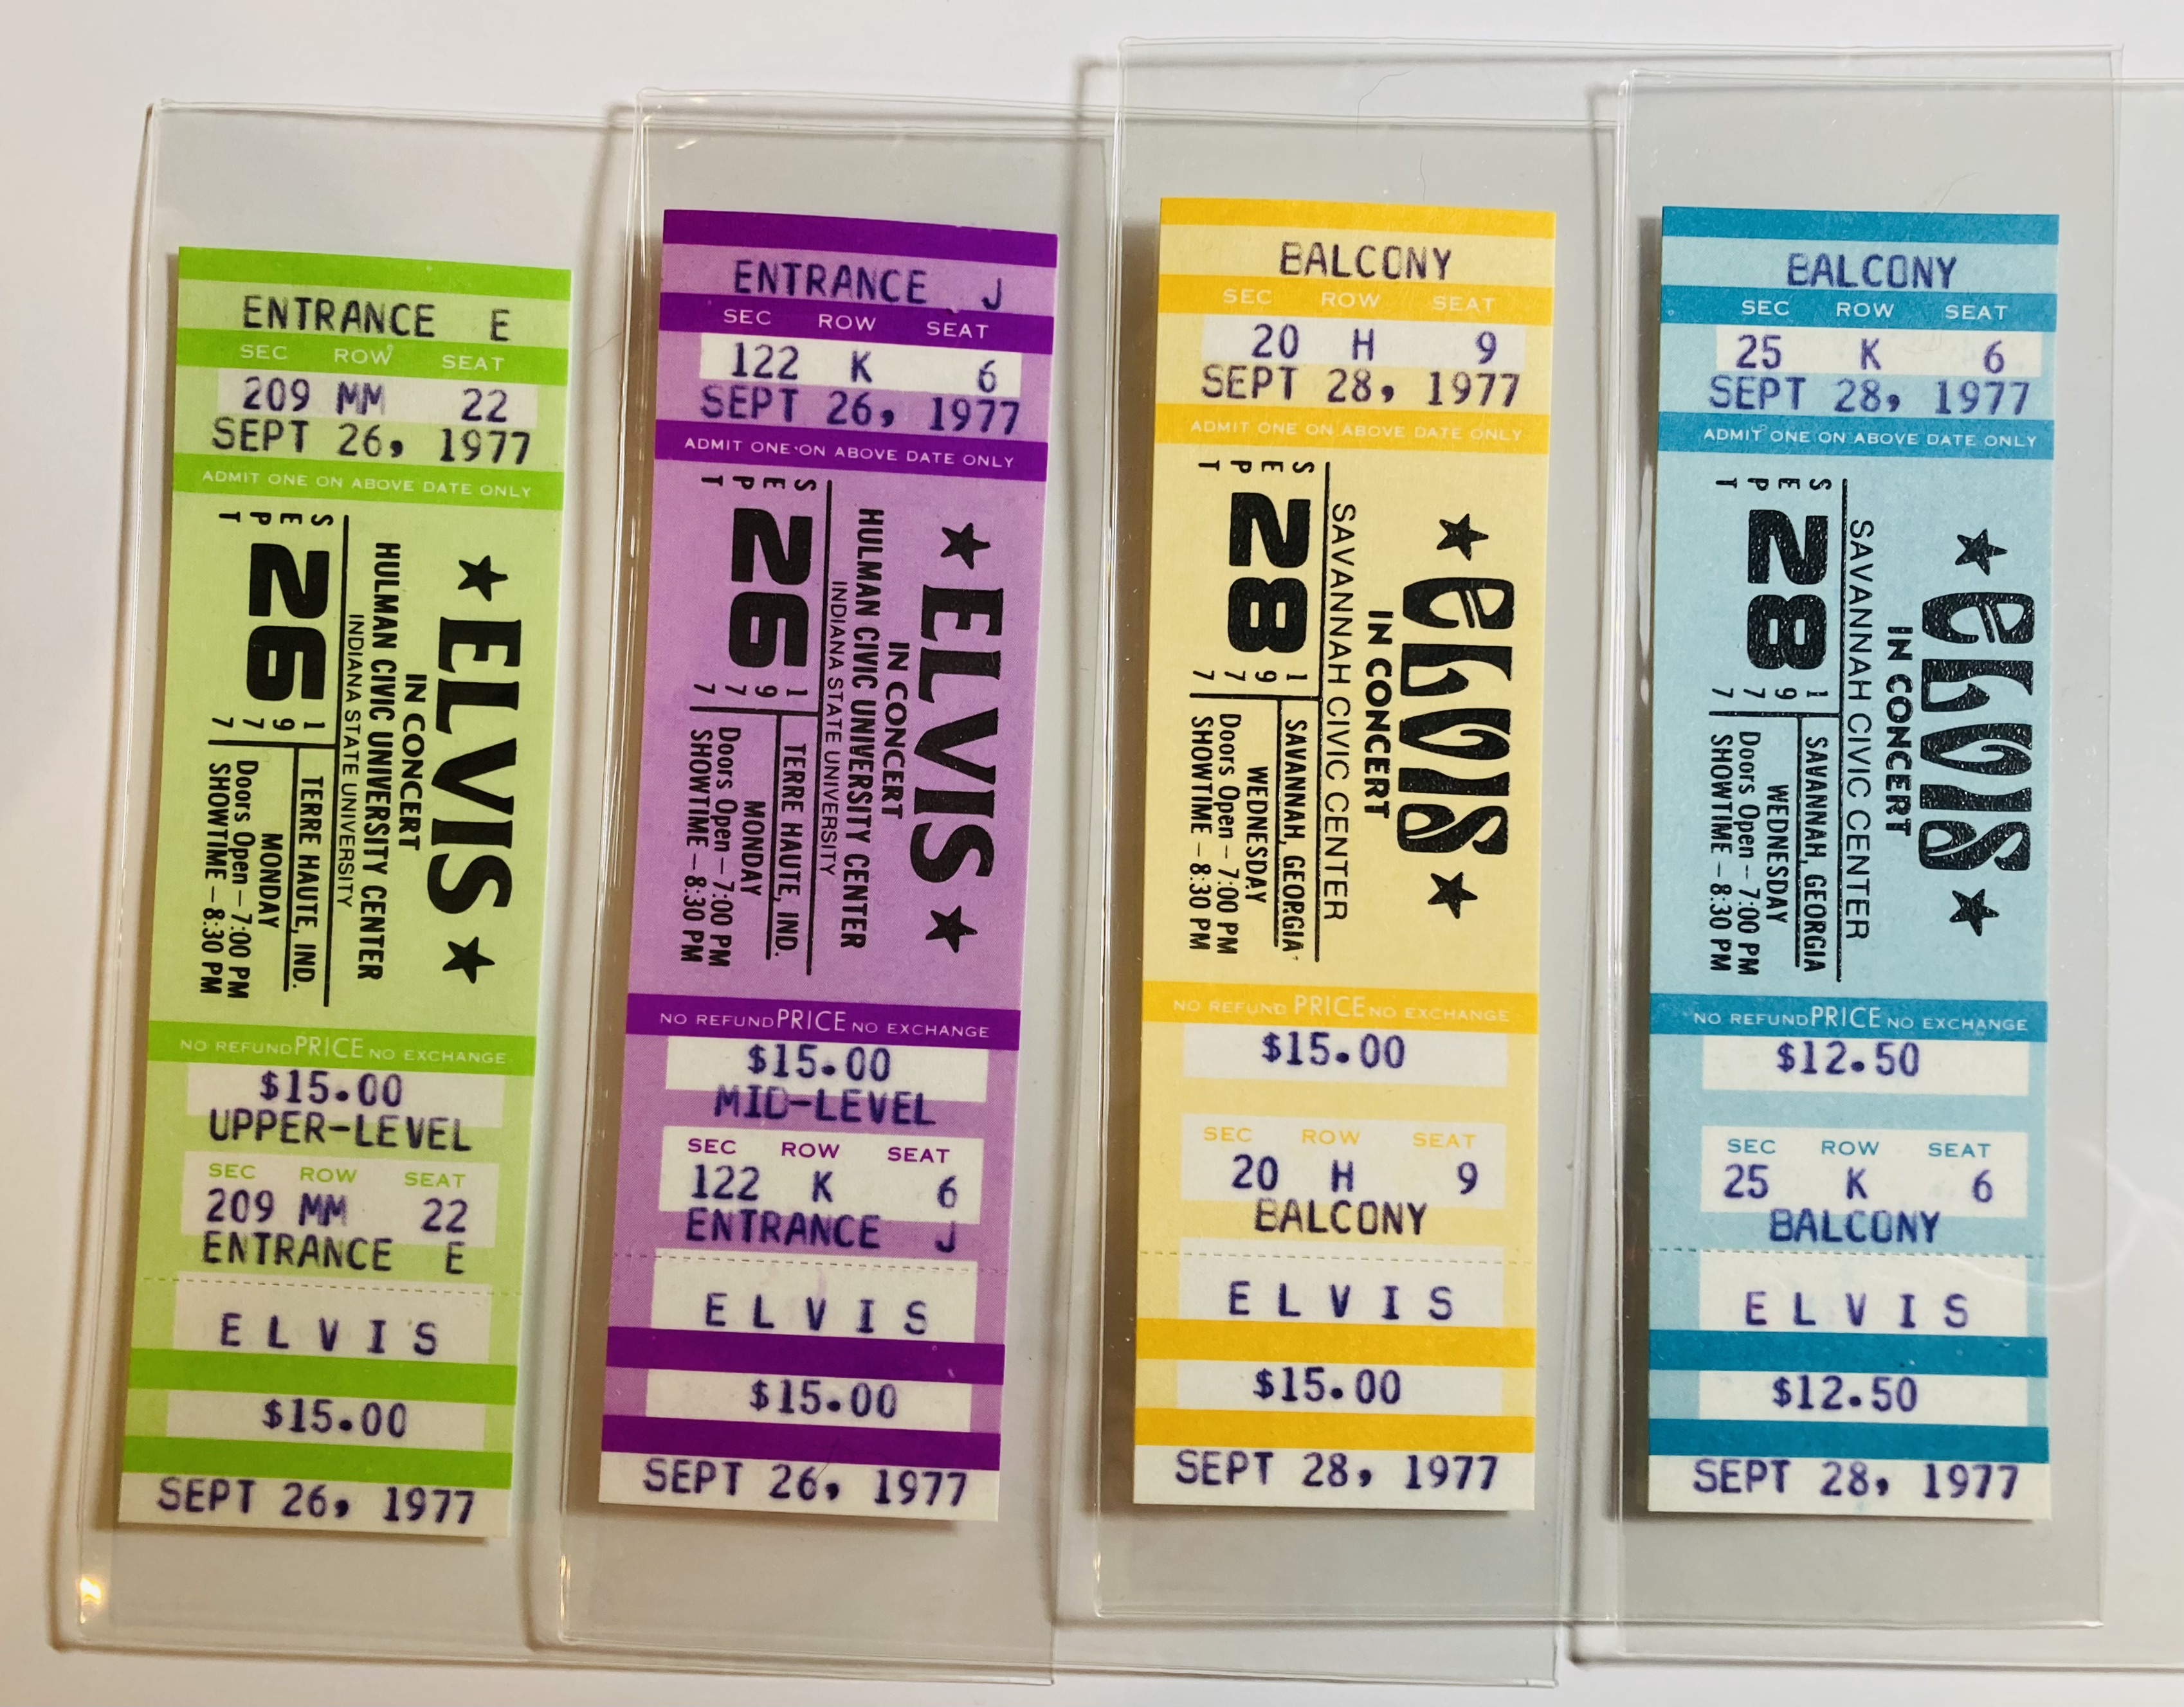 ENTRANCE E
SEC ROW SEAT
209 MM 22
SEPT 26, 1977
ADMIT ONE ON ABOVE DATE ONLY
★ ELVIS ★
IN CONCERT
HULMAN CIVIC UNIVERSITY CENTER
INDIANA STATE UNIVERSITY
SEPT 26 1977
TERRE HAUTE, IND.
MONDAY
Doors Open – 7:00 PM
SHOWTIME – 8:30 PM
NO REFUND PRICE NO EXCHANGE
$15.00
UPPER-LEVEL
SEC ROW SEAT
209 MM 22
ENTRANCE E
E L V I S
$15.00
SEPT 26, 1977
ENTRANCE J
SEC ROW SEAT
122 K 6
SEPT 26, 1977
ADMIT ONE ON ABOVE DATE ONLY
★ ELVIS ★
IN CONCERT
HULMAN CIVIC UNIVERSITY CENTER
INDIANA STATE UNIVERSITY
SEPT 26 1977
TERRE HAUTE, IND.
MONDAY
Doors Open – 7:00 PM
SHOWTIME – 8:30 PM
NO REFUND PRICE NO EXCHANGE
$15.00
MID-LEVEL
SEC ROW SEAT
122 K 6
ENTRANCE J
E L V I S
$15.00
SEPT 26, 1977
BALCONY
SEC ROW SEAT
20 H 9
SEPT 28, 1977
ADMIT ONE ON ABOVE DATE ONLY
★ eLVIS ★
IN CONCERT
SAVANNAH CIVIC CENTER
SEPT 28 1977
SAVANNAH, GEORGIA
WEDNESDAY
Doors Open – 7:00 PM
SHOWTIME – 8:30 PM
NO REFUND PRICE NO EXCHANGE
$15.00
SEC ROW SEAT
20 H 9
BALCONY
E L V I S
$15.00
SEPT 28, 1977
BALCONY
SEC ROW SEAT
25 K 6
SEPT 28, 1977
ADMIT ONE ON ABOVE DATE ONLY
★ eLVIS ★
IN CONCERT
SAVANNAH CIVIC CENTER
SEPT 28 1977
SAVANNAH, GEORGIA
WEDNESDAY
Doors Open – 7:00 PM
SHOWTIME – 8:30 PM
NO REFUND PRICE NO EXCHANGE
$12.50
SEC ROW SEAT
25 K 6
BALCONY
E L V I S
$12.50
SEPT 28, 1977